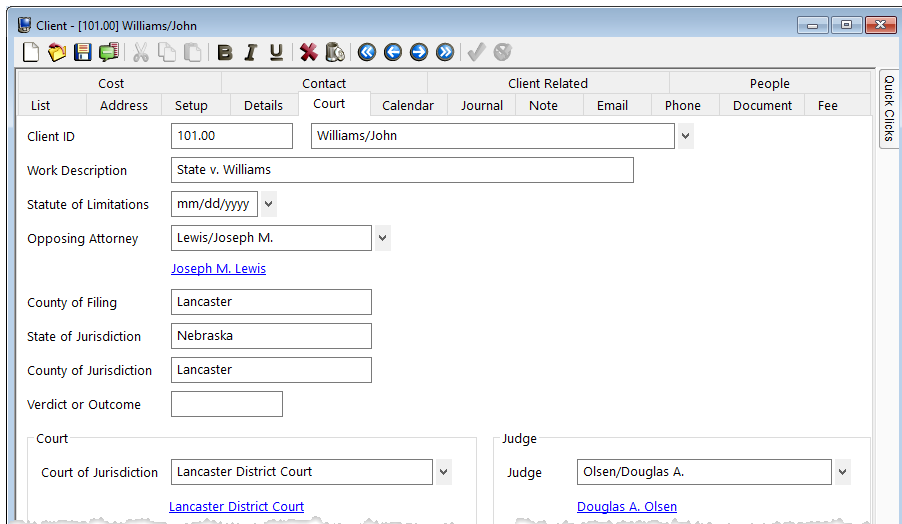 Client - [101.00] Williams/John
B I U
Cost Contact Client Related People
List Address Setup Details Court Calendar Journal Note Email Phone Document Fee
Quick Clicks
Client ID 101.00 Williams/John
Work Description State v. Williams
Statute of Limitations mm/dd/yyyy
Opposing Attorney Lewis/Joseph M.
Joseph M. Lewis
County of Filing Lancaster
State of Jurisdiction Nebraska
County of Jurisdiction Lancaster
Verdict or Outcome
Court Judge
Court of Jurisdiction Lancaster District Court Judge Olsen/Douglas A.
Lancaster District Court Douglas A. Olsen